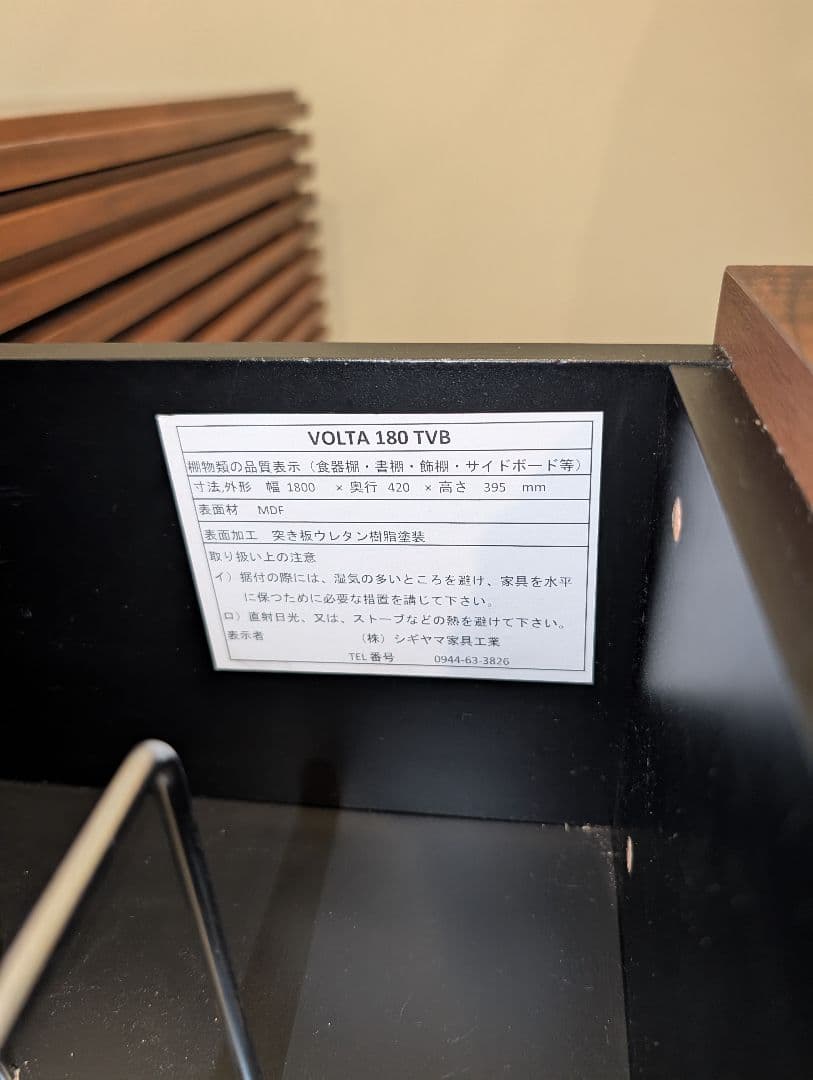 VOLTA 180 TVB
棚物類の品質表示（食器棚・書棚・飾棚・サイドボード等）
寸法,外形 幅 1800 × 奥行 420 × 高さ 395 mm
表面材 MDF
表面加工 突き板ウレタン樹脂塗装
取り扱い上の注意
イ）据付の際には、湿気の多いところを避け、家具を水平
に保つために必要な措置を講じて下さい。
ロ）直射日光、又は、ストーブなどの熱を避けて下さい。
表示者 （株）シギヤマ家具工業
TEL番号 0944-63-3826